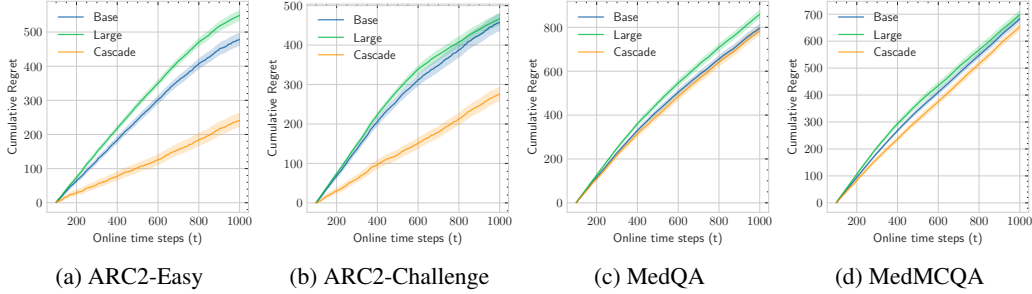 Cumulative Regret
500
400
300
200
100
0
Base
Large
Cascade
200 400 600 800 1000
Online time steps (t)
(a) ARC2-Easy
Cumulative Regret
500
400
300
200
100
0
Base
Large
Cascade
200 400 600 800 1000
Online time steps (t)
(b) ARC2-Challenge
Cumulative Regret
800
600
400
200
0
Base
Large
Cascade
200 400 600 800 1000
Online time steps (t)
(c) MedQA
Cumulative Regret
700
600
500
400
300
200
100
0
Base
Large
Cascade
200 400 600 800 1000
Online time steps (t)
(d) MedMCQA